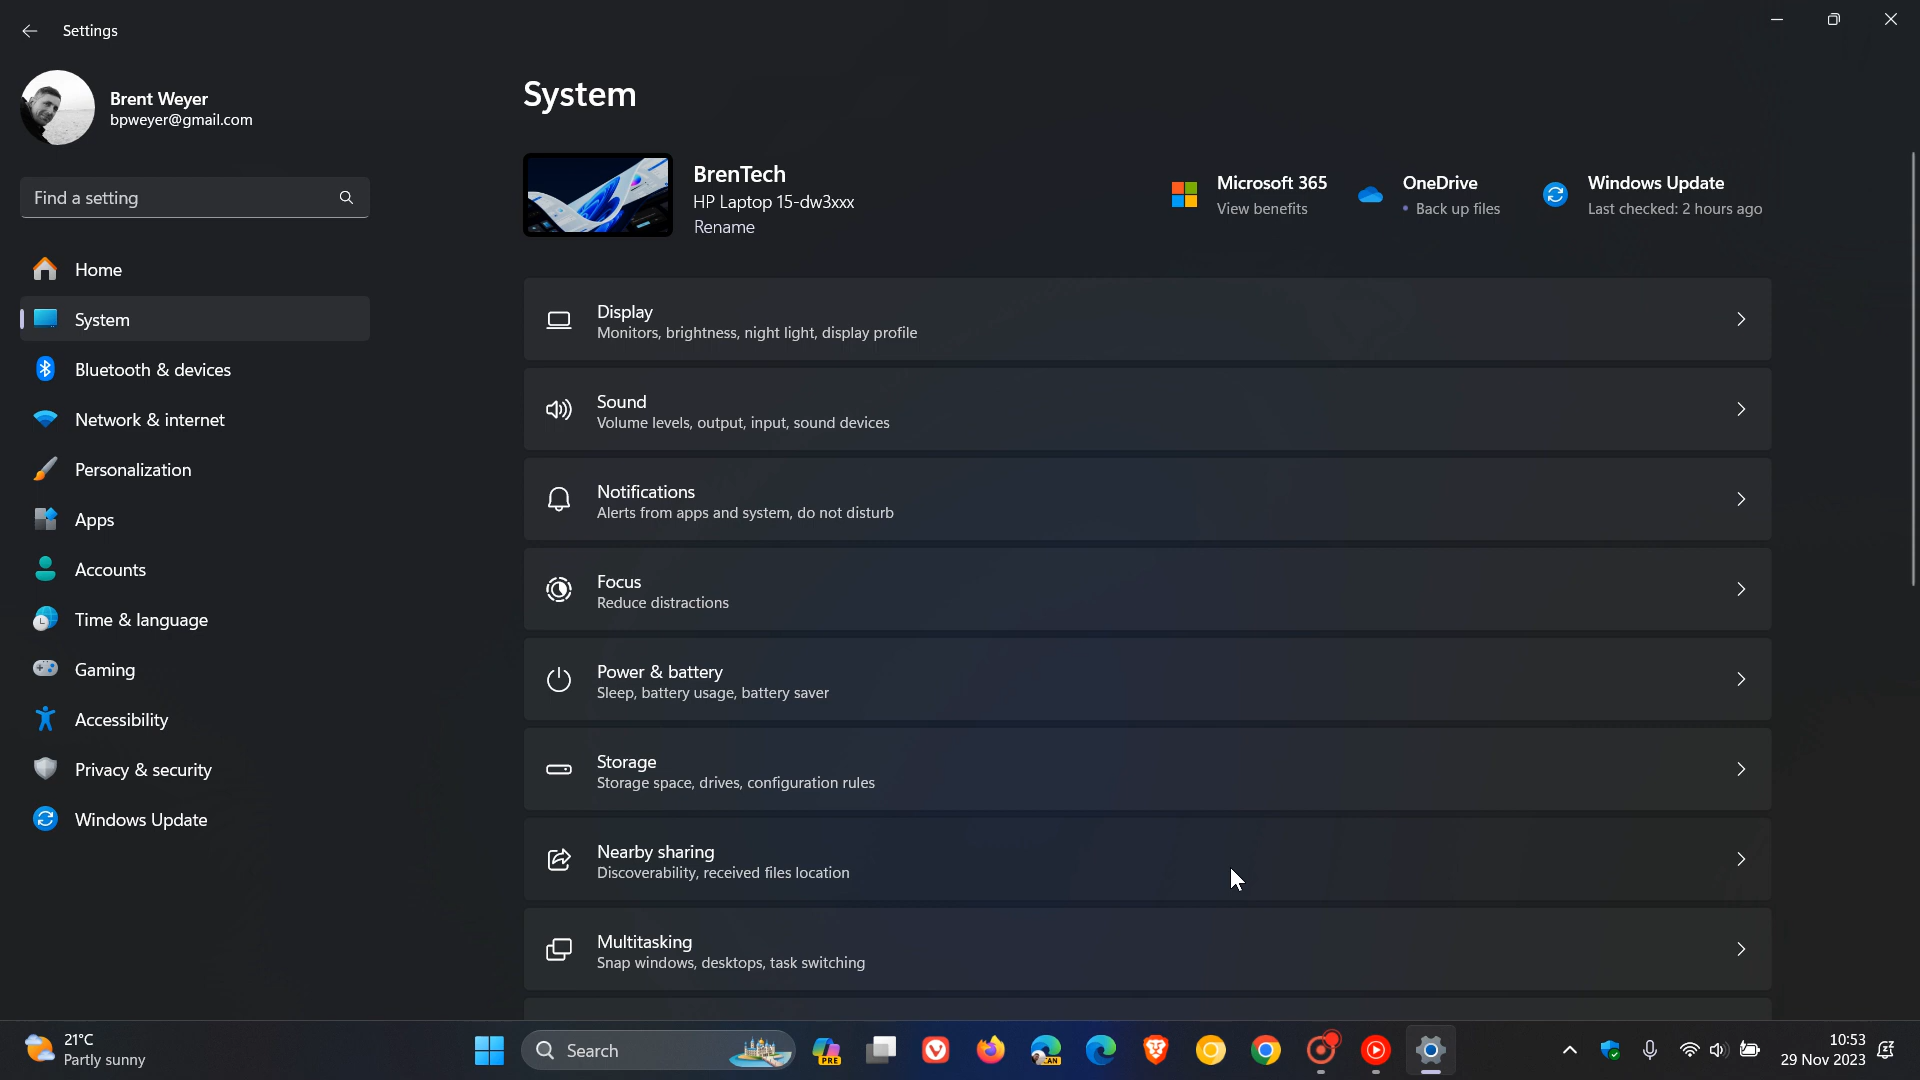 Settings
Brent Weyer
bpweyer@gmail.com
Find a setting
Home
System
Bluetooth & devices
Network & internet
Personalization
Apps
Accounts
Time & language
Gaming
Accessibility
Privacy & security
Windows Update
System
BrenTech
HP Laptop 15-dw3xxx
Rename
Microsoft 365
View benefits
OneDrive
• Back up files
Windows Update
Last checked: 2 hours ago
Display
Monitors, brightness, night light, display profile
Sound
Volume levels, output, input, sound devices
Notifications
Alerts from apps and system, do not disturb
Focus
Reduce distractions
Power & battery
Sleep, battery usage, battery saver
Storage
Storage space, drives, configuration rules
Nearby sharing
Discoverability, received files location
Multitasking
Snap windows, desktops, task switching
21°C
Partly sunny
Search
PRE
CAN
10:53
29 Nov 2023